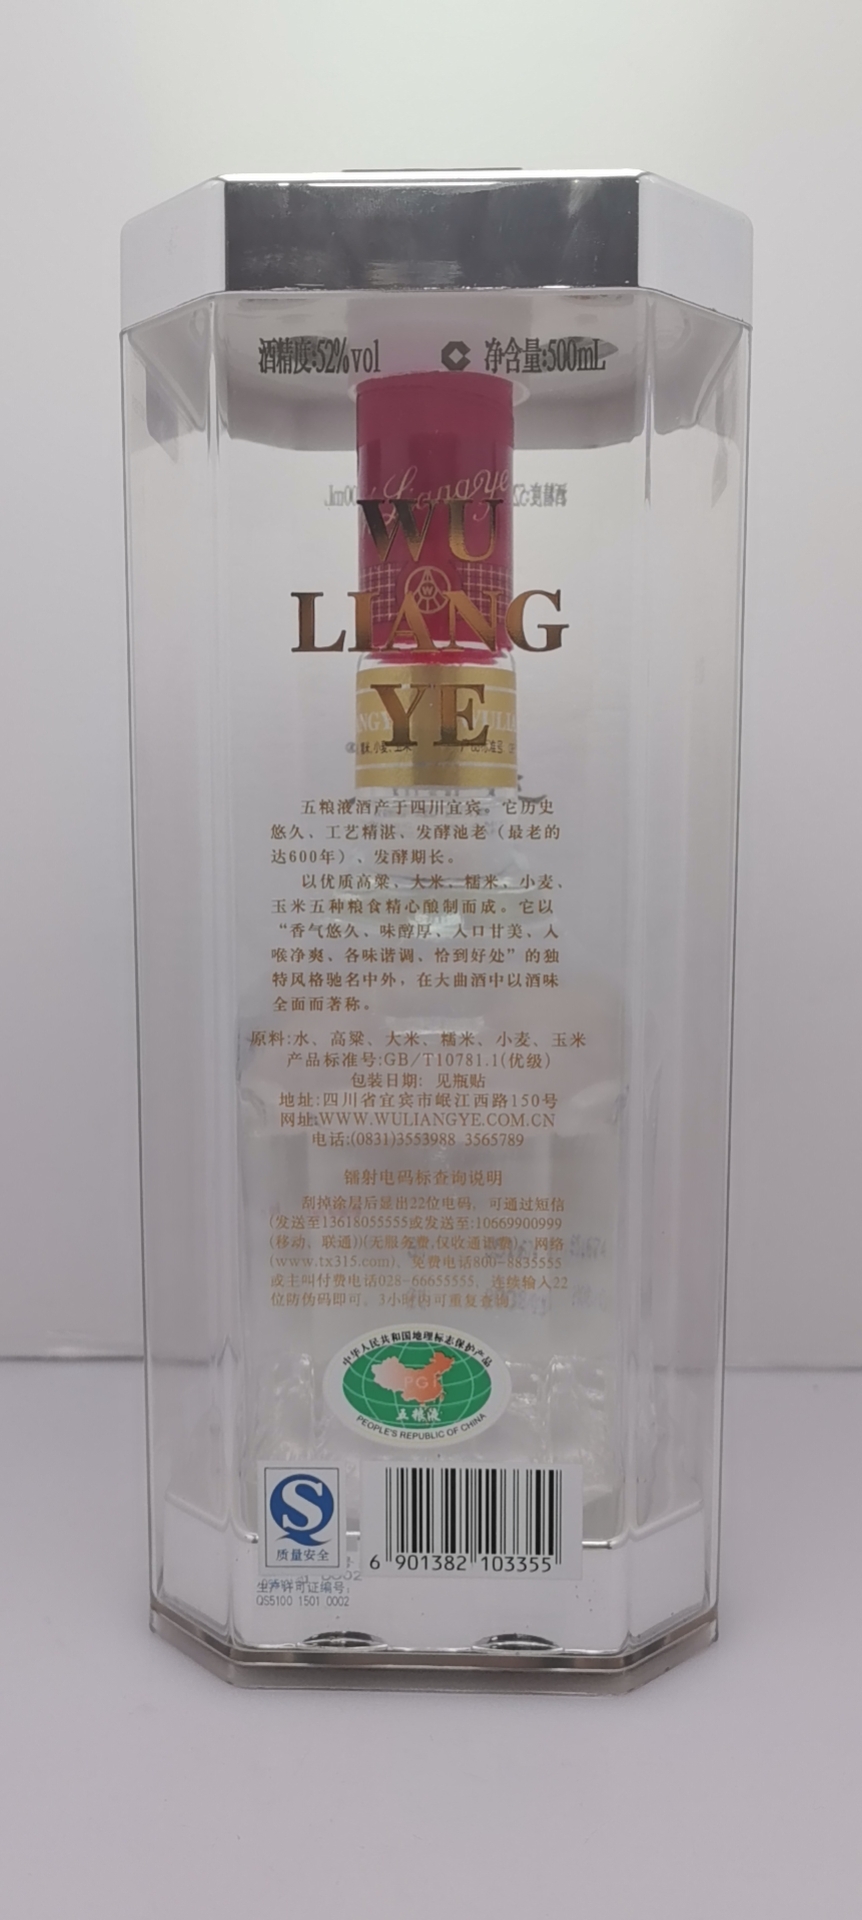 酒精度:52%vol 净含量:500mL
WuLiangYe
WU
LIANG
YE
五粮液酒产于四川宜宾。它历史
悠久、工艺精湛、发酵池老（最老的
达600年）、发酵期长。
以优质高粱、大米、糯米、小麦、
玉米五种粮食精心酿制而成。它以
“香气悠久、味醇厚、入口甘美、入
喉净爽、各味谐调、恰到好处”的独
特风格驰名中外，在大曲酒中以酒味
全面而著称。
原料:水、高粱、大米、糯米、小麦、玉米
产品标准号:GB/T10781.1(优级)
包装日期: 见瓶贴
地址:四川省宜宾市岷江西路150号
网址:WWW.WULIANGYE.COM.CN
电话:(0831)3553988 3565789
镭射电码标查询说明
刮掉涂层后显出22位电码，可通过短信
(发送至13618055555或发送至:10669900999
(移动、联通))(无服务费,仅收通讯费)、网络
(www.tx315.com)、免费电话800-8835555
或主叫付费电话028-66655555，连续输入22
位防伪码即可。3小时内可重复查询。
中华人民共和国地理标志保护产品
PGI
五粮液
PEOPLE'S REPUBLIC OF CHINA
质量安全
6 901382 103355
生产许可证编号:
QS5100 1501 0002